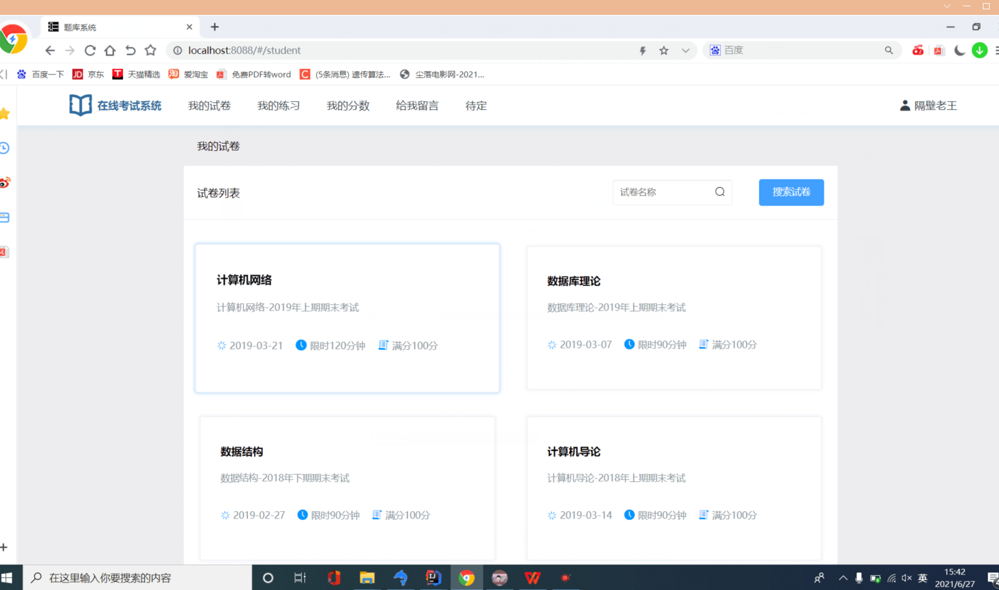 题库系统
localhost:8088/#/student
百度
百度一下 京东 天猫精选 爱淘宝 免费PDF转word (5条消息) 遗传算法... 尘落电影网-2021...
在线考试系统 我的试卷 我的练习 我的分数 给我留言 待定 隔壁老王
我的试卷
试卷列表 试卷名称 搜索试卷
计算机网络
计算机网络-2019年上期期末考试
2019-03-21 限时120分钟 满分100分
数据库理论
数据库理论-2019年上期期末考试
2019-03-07 限时90分钟 满分100分
数据结构
数据结构-2018年下期期末考试
2019-02-27 限时90分钟 满分100分
计算机导论
计算机导论-2018年上期期末考试
2019-03-14 限时90分钟 满分100分
在这里输入你要搜索的内容 英 15:42
2021/6/27